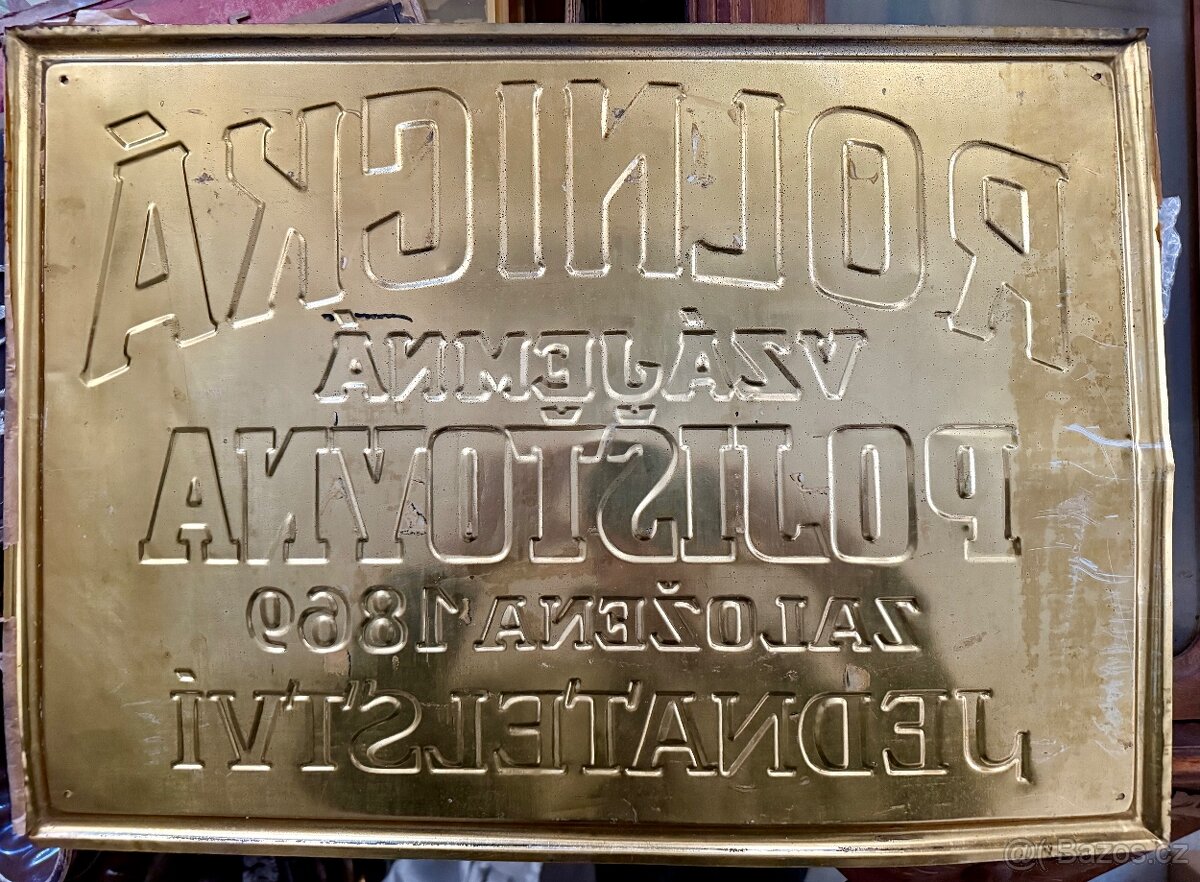 ROLNICKÁ
VZÁJEMNÁ
POJIŠŤOVNA
ZALOŽENA 1869
JEDNATELSTVÍ
@( Bazos.cz